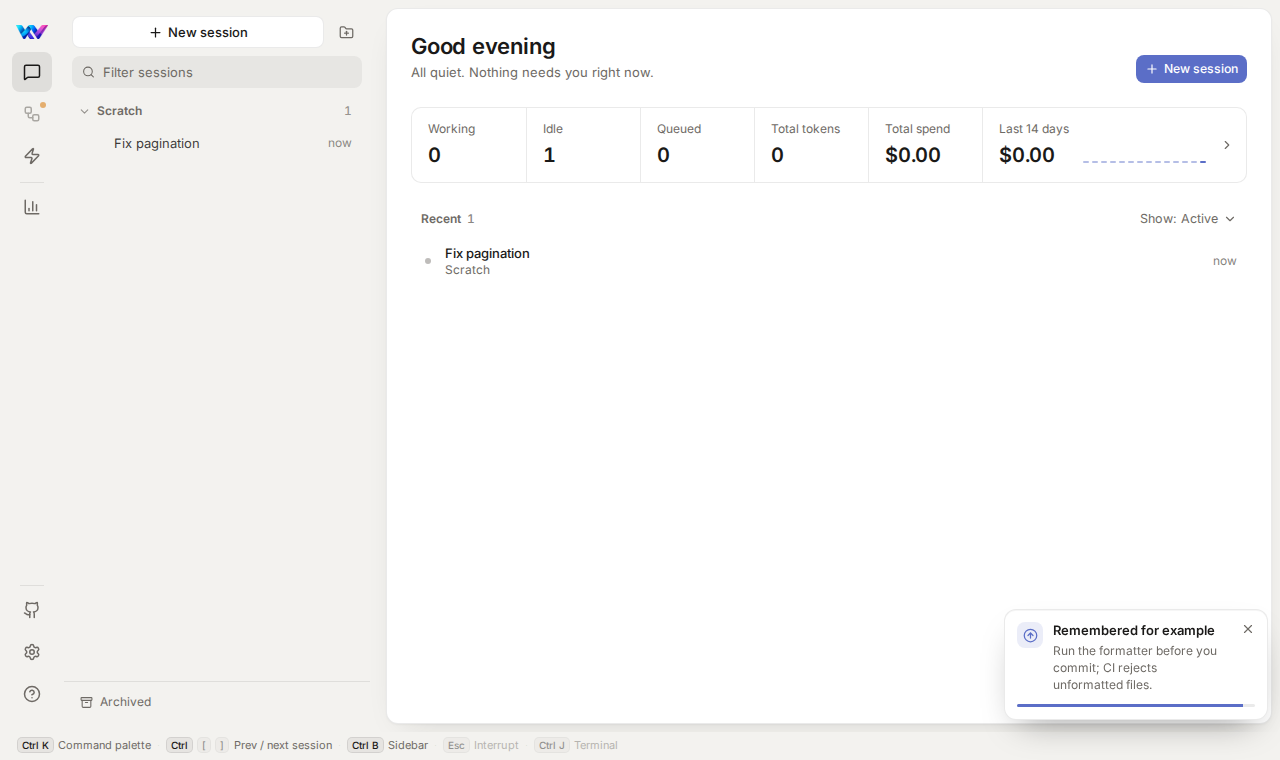 New session
Filter sessions
Scratch 1
Fix pagination now
Archived
Good evening
All quiet. Nothing needs you right now.
New session
Working Idle Queued Total tokens Total spend Last 14 days
0 1 0 0 $0.00 $0.00
Recent 1 Show: Active
Fix pagination
Scratch now
Remembered for example
Run the formatter before you
commit; CI rejects
unformatted files.
Ctrl K Command palette Ctrl [ ] Prev / next session Ctrl B Sidebar Esc Interrupt Ctrl J Terminal